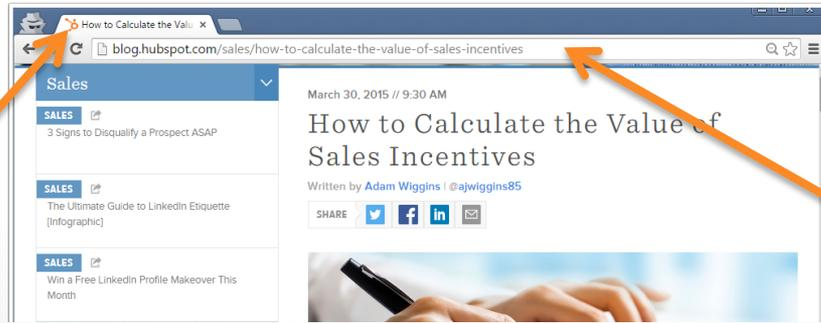 How to Calculate the Valu
blog.hubspot.com/sales/how-to-calculate-the-value-of-sales-incentives
Sales
SALES
3 Signs to Disqualify a Prospect ASAP
SALES
The Ultimate Guide to LinkedIn Etiquette
[Infographic]
SALES
Win a Free LinkedIn Profile Makeover This
Month
March 30, 2015 // 9:30 AM
How to Calculate the Value of
Sales Incentives
Written by Adam Wiggins | @ajwiggins85
SHARE